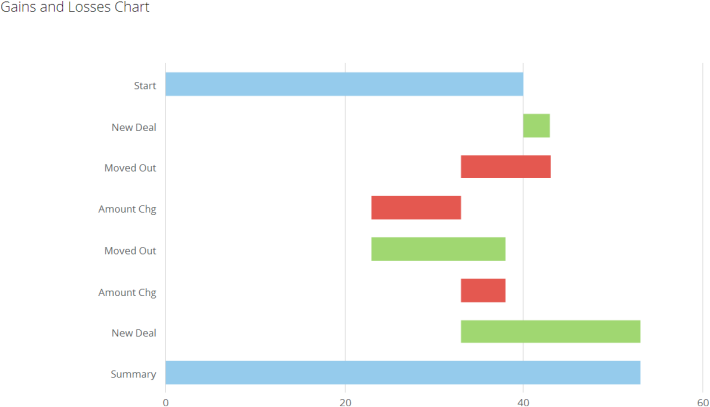 Gains and Losses Chart
Start
New Deal
Moved Out
Amount Chg
Moved Out
Amount Chg
New Deal
Summary
0 20 40 60